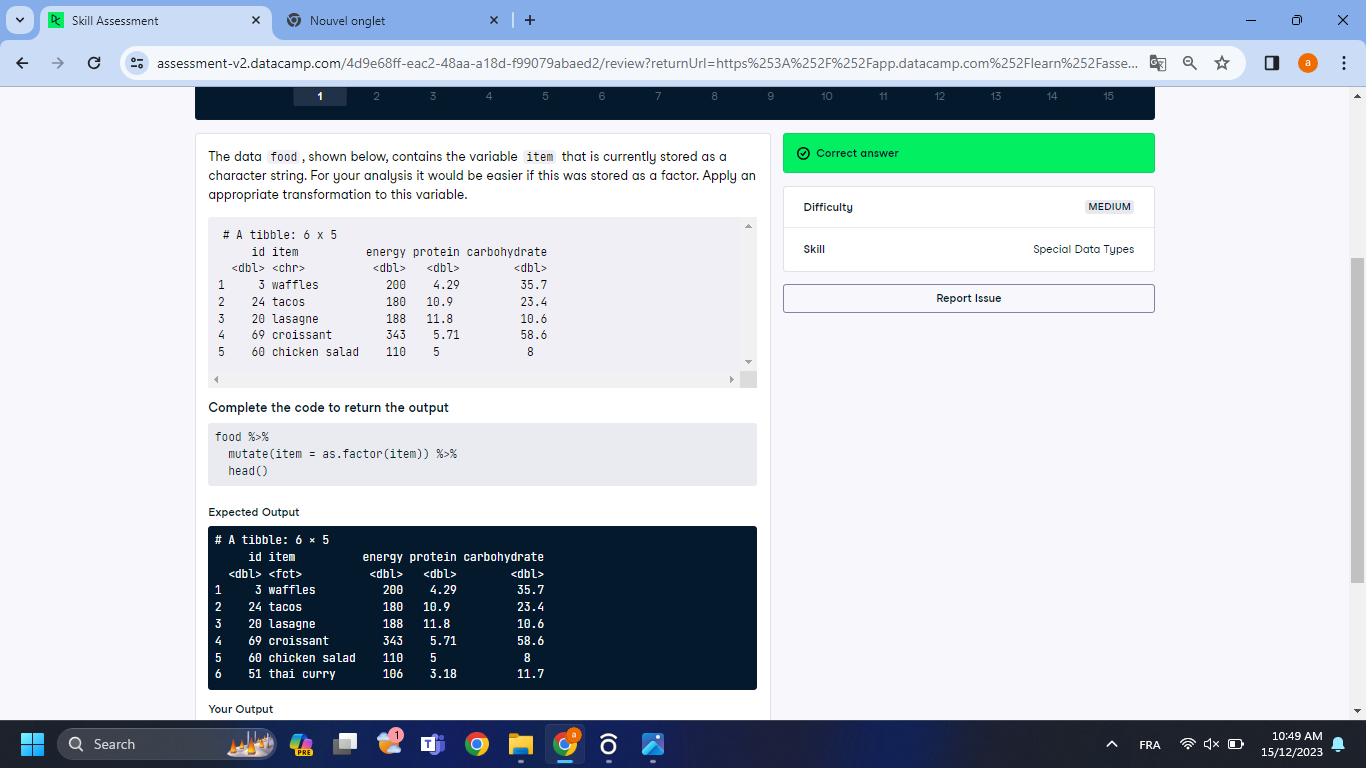 Skill Assessment
Nouvel onglet
assessment-v2.datacamp.com/4d9e68ff-eac2-48aa-a18d-f99079abaed2/review?returnUrl=https%253A%252F%252Fapp.datacamp.com%252Flearn%252Fasse...
a
1 2 3 4 5 6 7 8 9 10 11 12 13 14 15
The data food , shown below, contains the variable item that is currently stored as a
character string. For your analysis it would be easier if this was stored as a factor. Apply an
appropriate transformation to this variable.
# A tibble: 6 x 5
id item energy protein carbohydrate
<dbl> <chr> <dbl> <dbl> <dbl>
1 3 waffles 200 4.29 35.7
2 24 tacos 180 10.9 23.4
3 20 lasagne 188 11.8 10.6
4 69 croissant 343 5.71 58.6
5 60 chicken salad 110 5 8
Complete the code to return the output
food %>%
mutate(item = as.factor(item)) %>%
head()
Expected Output
# A tibble: 6 × 5
id item energy protein carbohydrate
<dbl> <fct> <dbl> <dbl> <dbl>
1 3 waffles 200 4.29 35.7
2 24 tacos 180 10.9 23.4
3 20 lasagne 188 11.8 10.6
4 69 croissant 343 5.71 58.6
5 60 chicken salad 110 5 8
6 51 thai curry 106 3.18 11.7
Your Output
Correct answer
Difficulty MEDIUM
Skill Special Data Types
Report Issue
Search
PRE
1
a
FRA
10:49 AM
15/12/2023